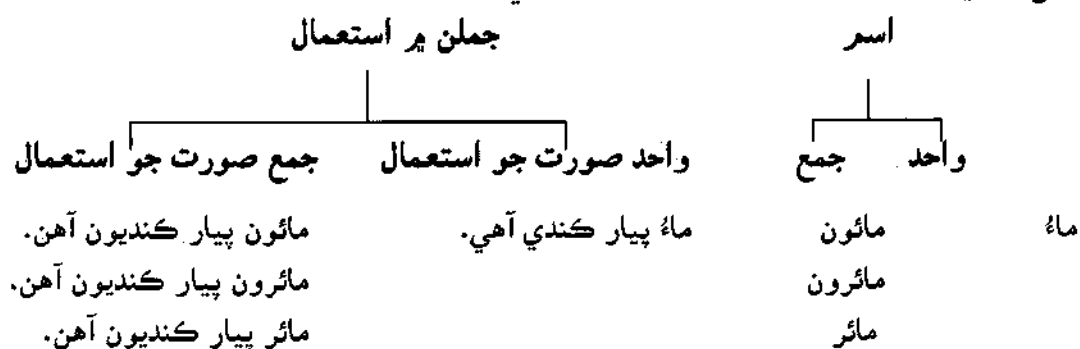 اسم جملن ۾ استعمال
واحد جمع واحد صورت جو استعمال جمع صورت جو استعمال
ماءُ مائون ماءُ پيار ڪندي آهي. مائون پيار ڪنديون آهن.
مائرون مائرون پيار ڪنديون آهن.
مائر مائر پيار ڪنديون آهن.